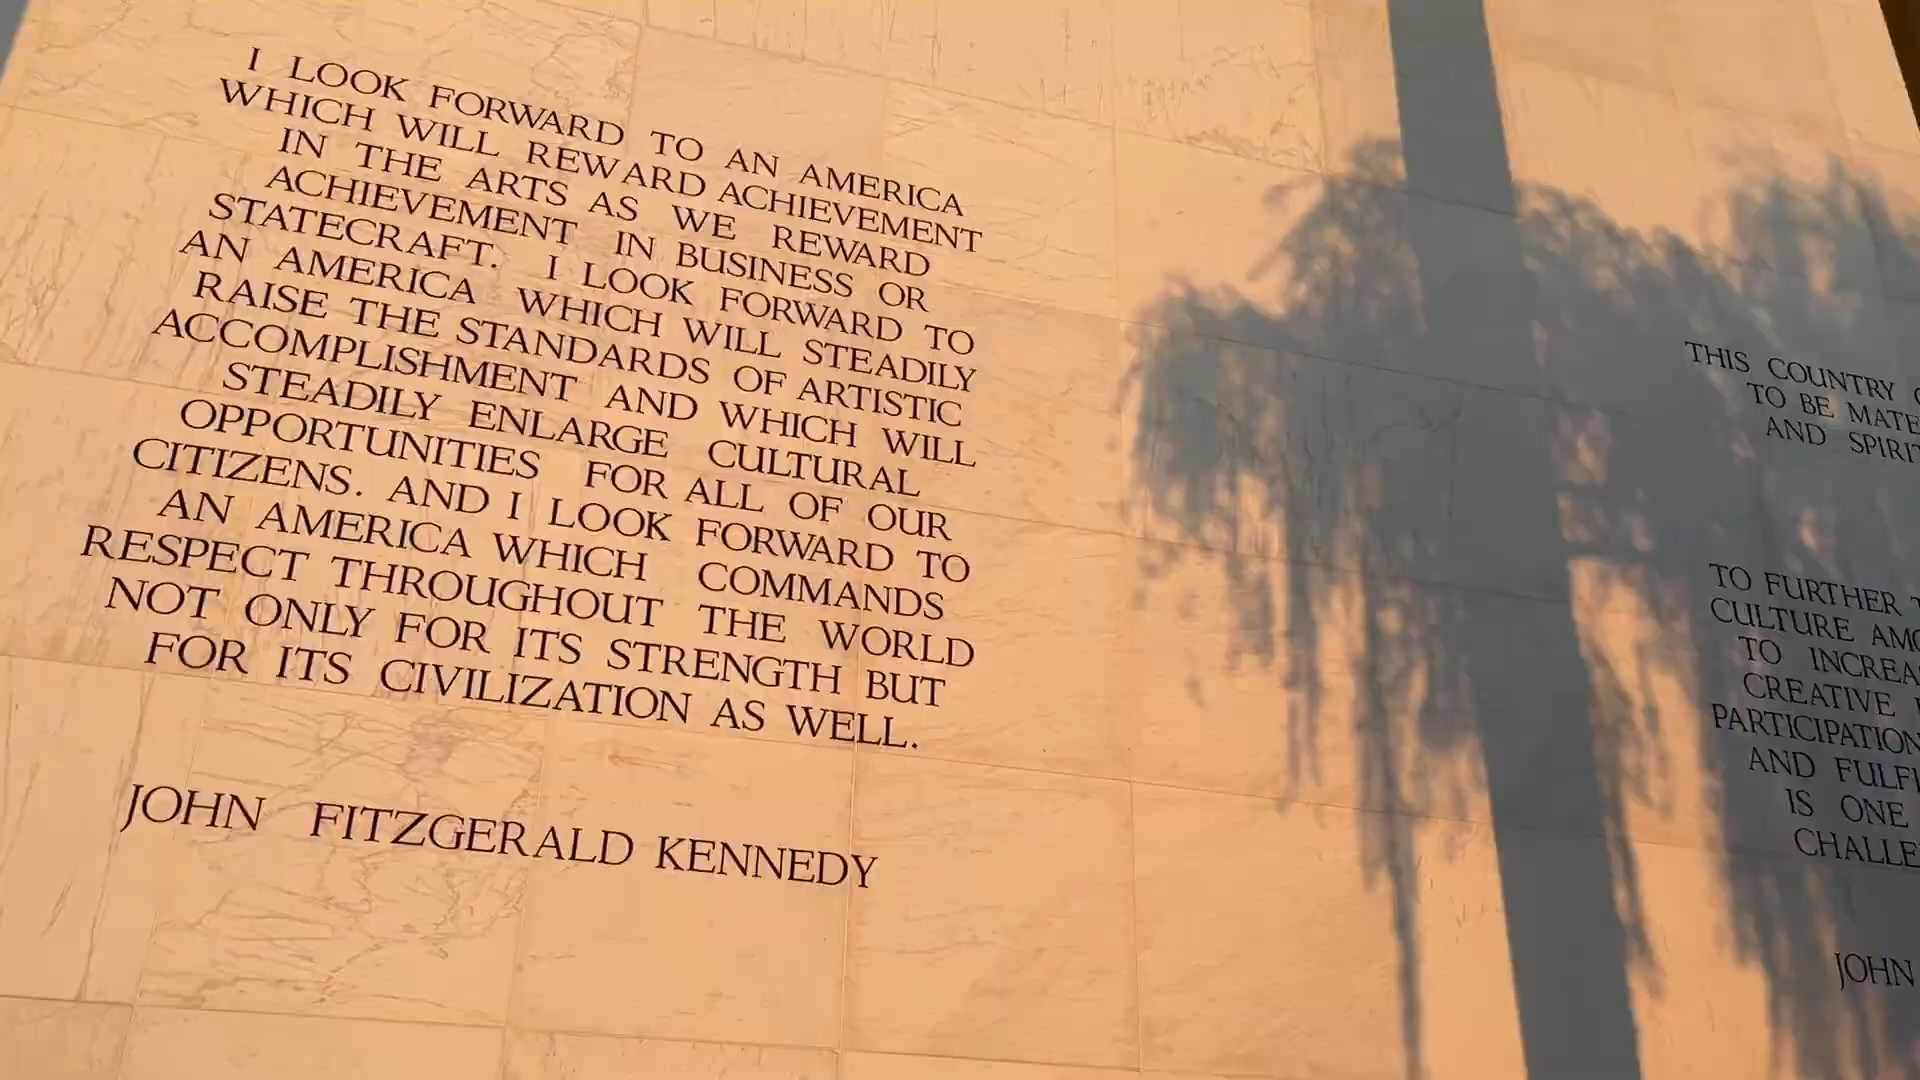 I LOOK FORWARD TO AN AMERICA
WHICH WILL REWARD ACHIEVEMENT
IN THE ARTS AS WE REWARD
ACHIEVEMENT IN BUSINESS OR
STATECRAFT. I LOOK FORWARD TO
AN AMERICA WHICH WILL STEADILY
RAISE THE STANDARDS OF ARTISTIC
ACCOMPLISHMENT AND WHICH WILL
STEADILY ENLARGE CULTURAL
OPPORTUNITIES FOR ALL OF OUR
CITIZENS. AND I LOOK FORWARD TO
AN AMERICA WHICH COMMANDS
RESPECT THROUGHOUT THE WORLD
NOT ONLY FOR ITS STRENGTH BUT
FOR ITS CIVILIZATION AS WELL.
JOHN FITZGERALD KENNEDY
THIS COUNTRY
TO BE
AND
TO FURTHER
CULTURE
TO
CREATIVE
PARTICIPATION
AND
IS ONE
JOHN